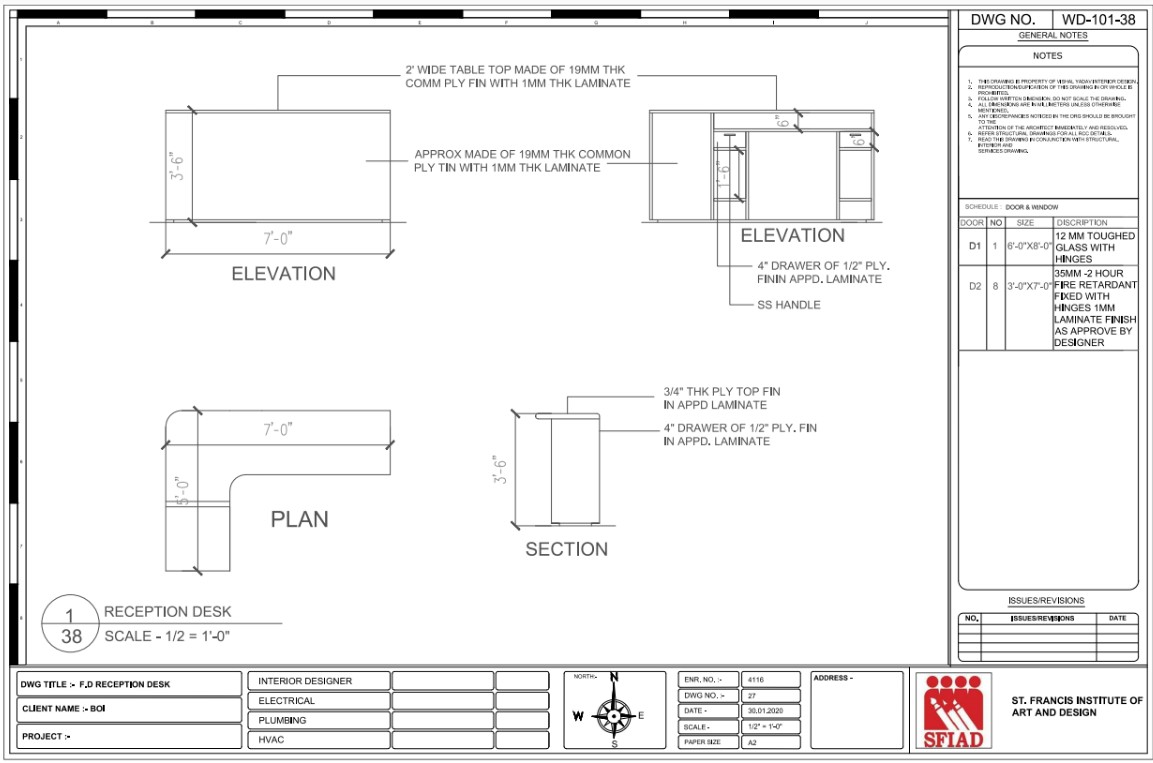 A B C D E F G H I J
DWG NO. WD-101-38
GENERAL NOTES
NOTES
1. THIS DRAWING IS PROPERTY OF VISHAL YADAV INTERIOR DESIGN.
2. REPRODUCTION/DUPLICATION OF THIS DRAWING IN OR WHOLE IS
PROHIBITED.
3. FOLLOW WRITTEN DIMENSION. DO NOT SCALE THE DRAWING.
4. ALL DIMENSIONS ARE IN MILLIMETERS UNLESS OTHERWISE
MENTIONED.
5. ANY DISCREPANCIES NOTICED IN THE DRG SHOULD BE BROUGHT
TO THE
ATTENTION OF THE ARCHITECT IMMEDIATELY AND RESOLVED.
6. REFER STRUCTURAL DRAWINGS FOR ALL RCC DETAILS.
7. READ THIS DRAWING IN CONJUNCTION WITH STRUCTURAL,
INTERIOR AND
SERVICES DRAWING.
SCHEDULE : DOOR & WINDOW
DOOR NO SIZE DISCRIPTION
D1 1 6'-0"X8'-0" 12 MM TOUGHED
GLASS WITH
HINGES
D2 8 3'-0"X7'-0" 35MM -2 HOUR
FIRE RETARDANT
FIXED WITH
HINGES 1MM
LAMINATE FINISH
AS APPROVE BY
DESIGNER
ISSUES/REVISIONS
NO. ISSUES/REVISIONS DATE
2' WIDE TABLE TOP MADE OF 19MM THK
COMM PLY FIN WITH 1MM THK LAMINATE
APPROX MADE OF 19MM THK COMMON
PLY TIN WITH 1MM THK LAMINATE
3'-6"
7'-0"
ELEVATION
6"
6"
1'-6"
ELEVATION
4" DRAWER OF 1/2" PLY.
FININ APPD. LAMINATE
SS HANDLE
7'-0"
5'-0"
PLAN
3/4" THK PLY TOP FIN
IN APPD LAMINATE
4" DRAWER OF 1/2" PLY. FIN
IN APPD. LAMINATE
3'-6"
SECTION
1
38
RECEPTION DESK
SCALE - 1/2 = 1'-0"
DWG TITLE :- F.D RECEPTION DESK
CLIENT NAME :- BOI
PROJECT :-
INTERIOR DESIGNER
ELECTRICAL
PLUMBING
HVAC
NORTH:-
N
W E
S
ENR. NO. :- 4116
DWG NO. :- 27
DATE - 30.01.2020
SCALE - 1/2" = 1'-0"
PAPER SIZE A2
ADDRESS -
SFIAD
ST. FRANCIS INSTITUTE OF
ART AND DESIGN